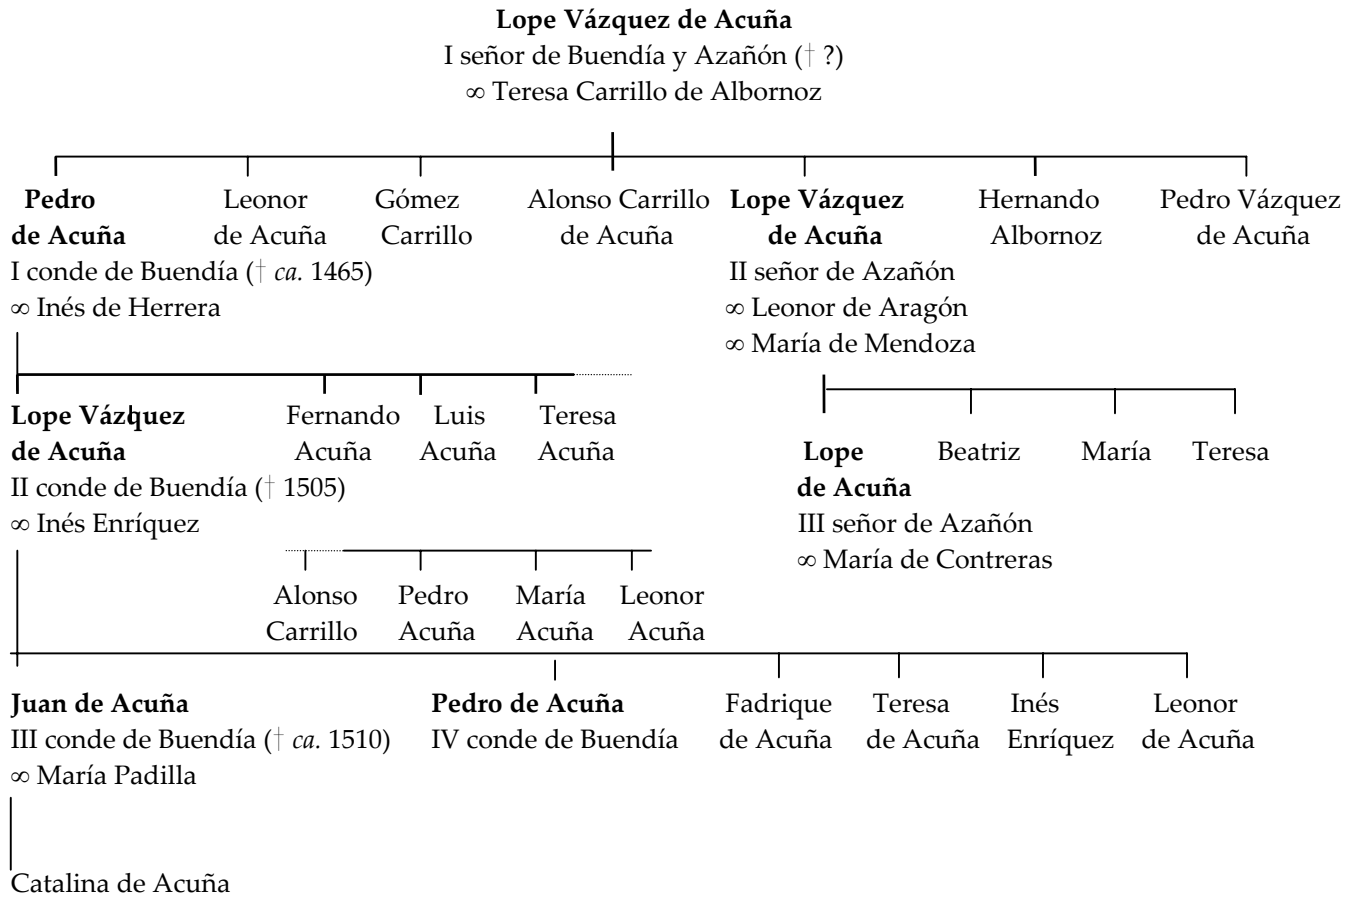 Lope Vázquez de Acuña
I señor de Buendía y Azañón († ?)
∞ Teresa Carrillo de Albornoz
Pedro
de Acuña
I conde de Buendía († ca. 1465)
∞ Inés de Herrera
Leonor
de Acuña
Gómez
Carrillo
Alonso Carrillo
de Acuña
Lope Vázquez
de Acuña
II señor de Azañón
∞ Leonor de Aragón
∞ María de Mendoza
Hernando
Albornoz
Pedro Vázquez
de Acuña
Lope Vázquez
de Acuña
II conde de Buendía († 1505)
∞ Inés Enríquez
Fernando
Acuña
Luis
Acuña
Teresa
Acuña
Lope
de Acuña
III señor de Azañón
∞ María de Contreras
Beatriz
María
Teresa
Alonso
Carrillo
Pedro
Acuña
María
Acuña
Leonor
Acuña
Juan de Acuña
III conde de Buendía († ca. 1510)
∞ María Padilla
Pedro de Acuña
IV conde de Buendía
Fadrique
de Acuña
Teresa
de Acuña
Inés
Enríquez
Leonor
de Acuña
Catalina de Acuña